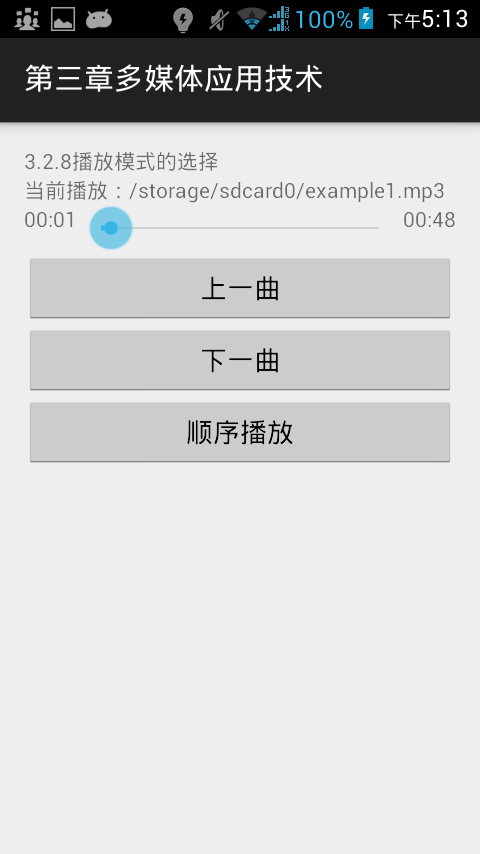 100% 下午5:13
第三章多媒体应用技术
3.2.8播放模式的选择
当前播放：/storage/sdcard0/example1.mp3
00:01 00:48
上一曲
下一曲
顺序播放